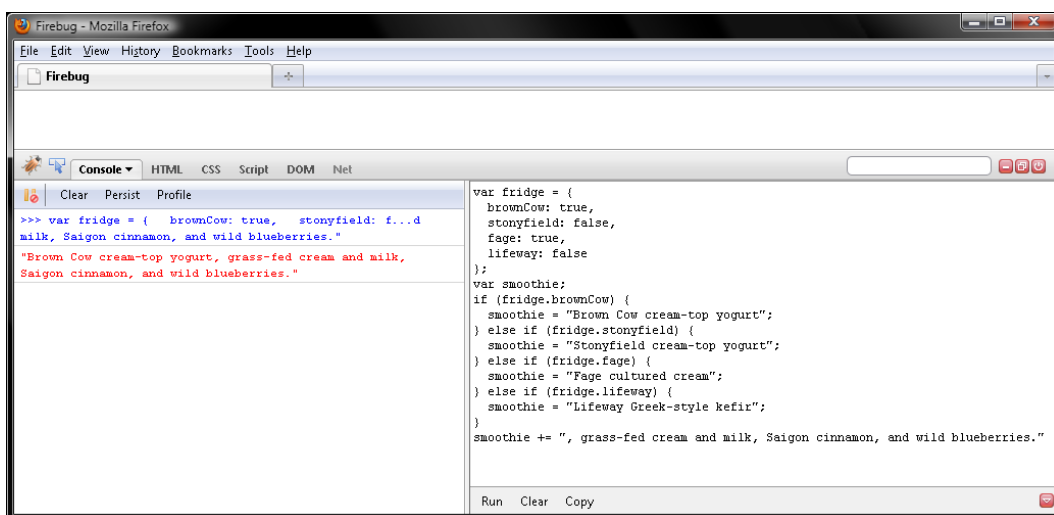 Firebug - Mozilla Firefox
File Edit View History Bookmarks Tools Help
Firebug
Console HTML CSS Script DOM Net
Clear Persist Profile
>>> var fridge = {   brownCow: true,   stonyfield: f...d
milk, Saigon cinnamon, and wild blueberries."
"Brown Cow cream-top yogurt, grass-fed cream and milk,
Saigon cinnamon, and wild blueberries."
var fridge = {
  brownCow: true,
  stonyfield: false,
  fage: true,
  lifeway: false
};
var smoothie;
if (fridge.brownCow) {
  smoothie = "Brown Cow cream-top yogurt";
} else if (fridge.stonyfield) {
  smoothie = "Stonyfield cream-top yogurt";
} else if (fridge.fage) {
  smoothie = "Fage cultured cream";
} else if (fridge.lifeway) {
  smoothie = "Lifeway Greek-style kefir";
}
smoothie += ", grass-fed cream and milk, Saigon cinnamon, and wild blueberries."
Run Clear Copy